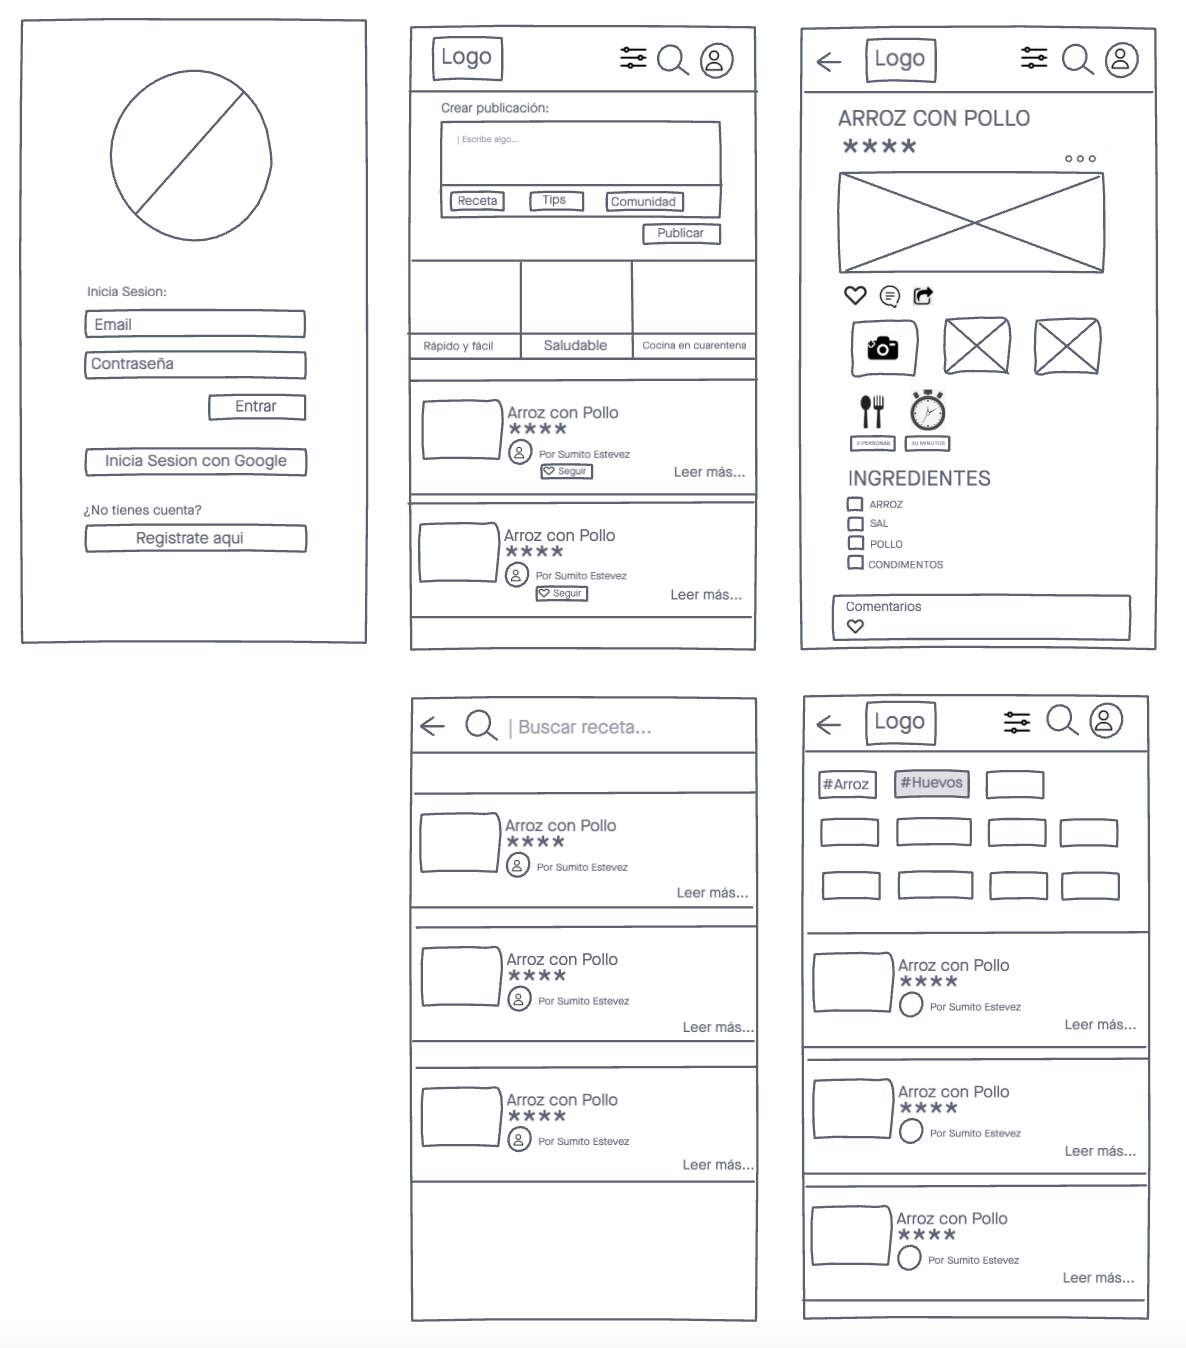 Inicia Sesion:
Email
Contraseña
Entrar
Inicia Sesion con Google
¿No tienes cuenta?
Registrate aqui
Logo
Crear publicación:
| Escribe algo...
Receta Tips Comunidad
Publicar
Rápido y fácil Saludable Cocina en cuarentena
Arroz con Pollo
****
Por Sumito Estevez
Seguir
Leer más...
Arroz con Pollo
****
Por Sumito Estevez
Seguir
Leer más...
Logo
ARROZ CON POLLO
****
2 PERSONAS 30 MINUTOS
INGREDIENTES
ARROZ
SAL
POLLO
CONDIMENTOS
Comentarios
| Buscar receta...
Arroz con Pollo
****
Por Sumito Estevez
Leer más...
Arroz con Pollo
****
Por Sumito Estevez
Leer más...
Arroz con Pollo
****
Por Sumito Estevez
Leer más...
Logo
#Arroz #Huevos
Arroz con Pollo
****
Por Sumito Estevez
Leer más...
Arroz con Pollo
****
Por Sumito Estevez
Leer más...
Arroz con Pollo
****
Por Sumito Estevez
Leer más...